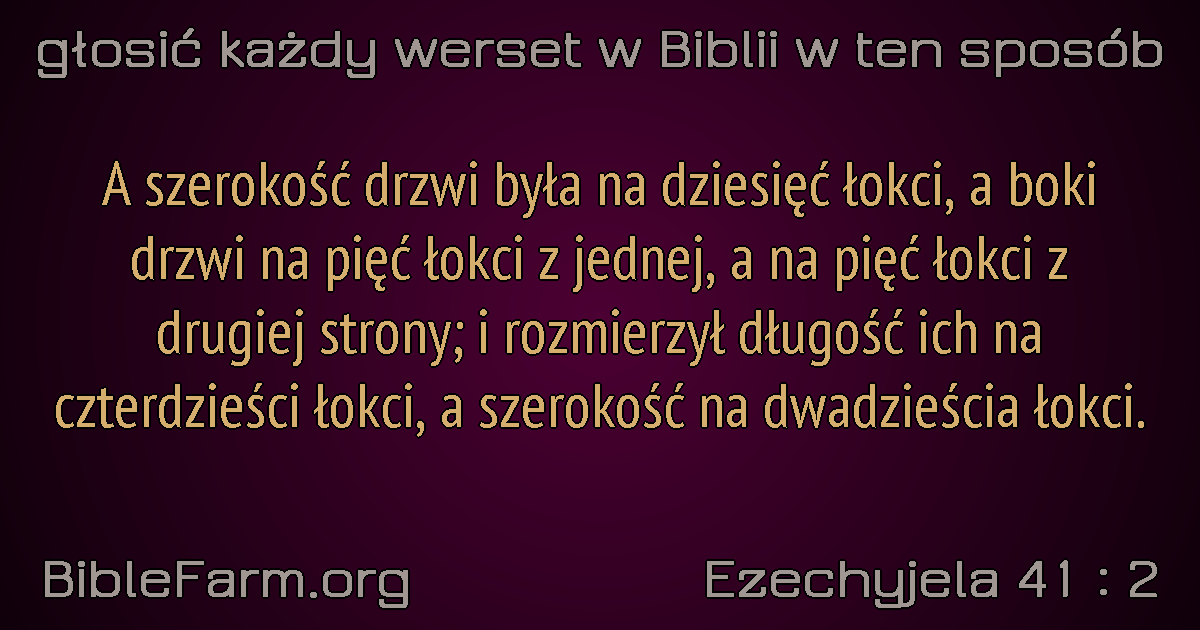 głosić każdy werset w Biblii w ten sposób
A szerokość drzwi była na dziesięć łokci, a boki
drzwi na pięć łokci z jednej, a na pięć łokci z
drugiej strony; i rozmierzył długość ich na
czterdzieści łokci, a szerokość na dwadzieścia łokci.
BibleFarm.org
Ezechyjela 41 : 2